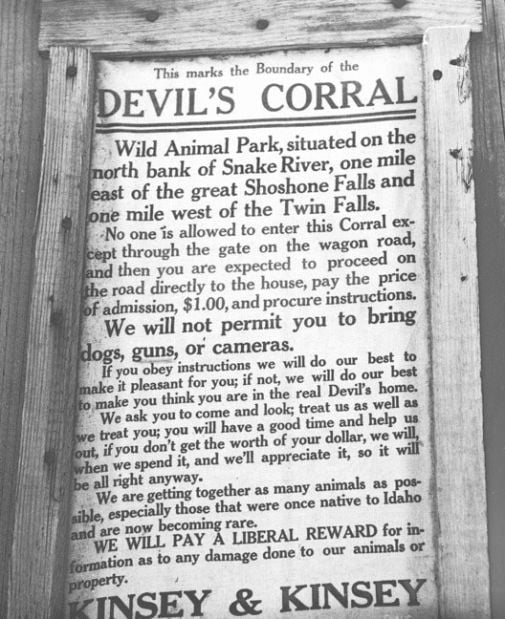 This marks the Boundary of the
DEVIL'S CORRAL
Wild Animal Park, situated on the
north bank of Snake River, one mile
east of the great Shoshone Falls and
one mile west of the Twin Falls.
No one is allowed to enter this Corral ex-
cept through the gate on the wagon road,
and then you are expected to proceed on
the road directly to the house, pay the price
of admission, $1.00, and procure instructions.
We will not permit you to bring
dogs, guns, or cameras.
If you obey instructions we will do our best to
make it pleasant for you; if not, we will do our best
to make you think you are in the real Devil's home.
We ask you to come and look; treat us as well as
we treat you; you will have a good time and help us
out, if you don't get the worth of your dollar, we will,
when we spend it, and we'll appreciate it, so it will
be all right anyway.
We are getting together as many animals as pos-
sible, especially those that were once native to Idaho
and are now becoming rare.
WE WILL PAY A LIBERAL REWARD for in-
formation as to any damage done to our animals or
property.
KINSEY & KINSEY